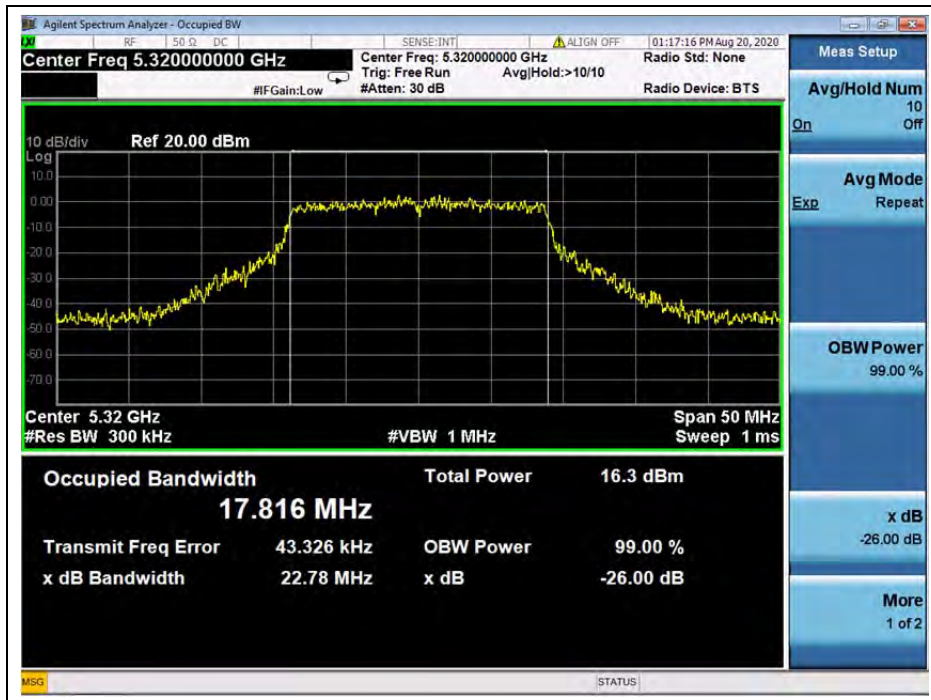 Agilent Spectrum Analyzer - Occupied BW
LXI RF 50 Ω DC SENSE:INT ALIGN OFF 01:17:16 PM Aug 20, 2020
Center Freq 5.320000000 GHz
Center Freq: 5.320000000 GHz
Radio Std: None
Trig: Free Run Avg|Hold:>10/10
#IFGain:Low #Atten: 30 dB Radio Device: BTS
10 dB/div Ref 20.00 dBm
Log
10.0
0.00
-10.0
-20.0
-30.0
-40.0
-50.0
-60.0
-70.0
Center 5.32 GHz Span 50 MHz
#Res BW 300 kHz #VBW 1 MHz Sweep 1 ms
Occupied Bandwidth Total Power 16.3 dBm
17.816 MHz
Transmit Freq Error 43.326 kHz OBW Power 99.00 %
x dB Bandwidth 22.78 MHz x dB -26.00 dB
Meas Setup
Avg/Hold Num
10
On Off
Avg Mode
Exp Repeat
OBW Power
99.00 %
x dB
-26.00 dB
More
1 of 2
MSG STATUS